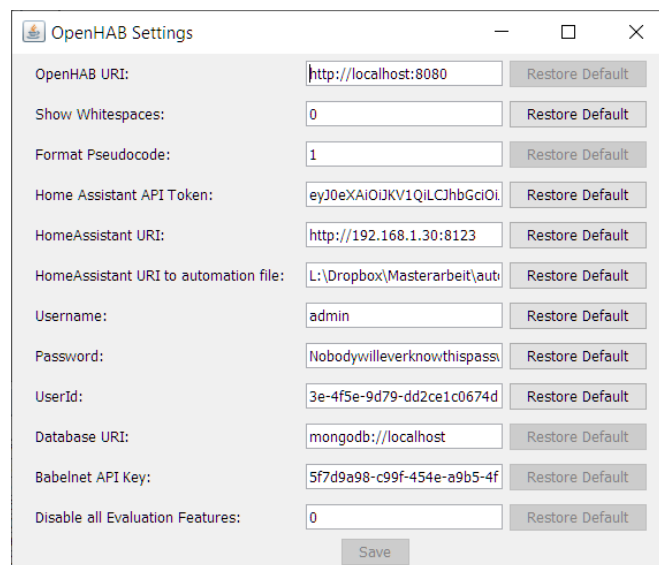 OpenHAB Settings
OpenHAB URI: http://localhost:8080 Restore Default
Show Whitespaces: 0 Restore Default
Format Pseudocode: 1 Restore Default
Home Assistant API Token: eyJ0eXAiOiJKV1QiLCJhbGciOi. Restore Default
HomeAssistant URI: http://192.168.1.30:8123 Restore Default
HomeAssistant URI to automation file: L:\Dropbox\Masterarbeit\auto Restore Default
Username: admin Restore Default
Password: Nobodywilleverknowthispassw Restore Default
UserId: 3e-4f5e-9d79-dd2ce1c0674d Restore Default
Database URI: mongodb://localhost Restore Default
Babelnet API Key: 5f7d9a98-c99f-454e-a9b5-4f Restore Default
Disable all Evaluation Features: 0 Restore Default
Save